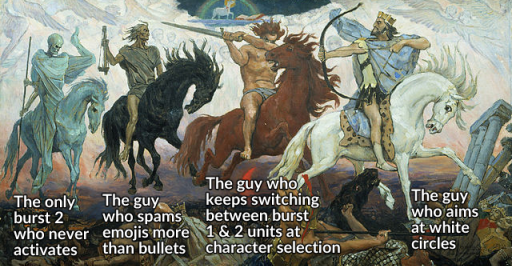 The only
burst 2
who never
activates
The guy
who spams
emojis more
than bullets
The guy who
keeps switching
between burst
1 & 2 units at
character selection
The guy
who aims
at white
circles